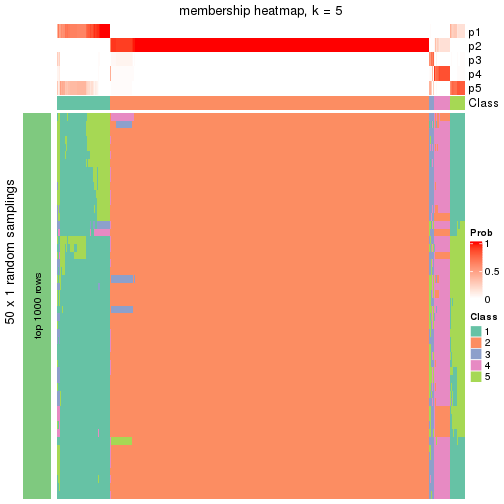 membership heatmap, k = 5
p1
p2
p3
p4
p5
Class
50 x 1 random samplings
top 1000 rows
Prob
1
0.5
0
Class
1
2
3
4
5